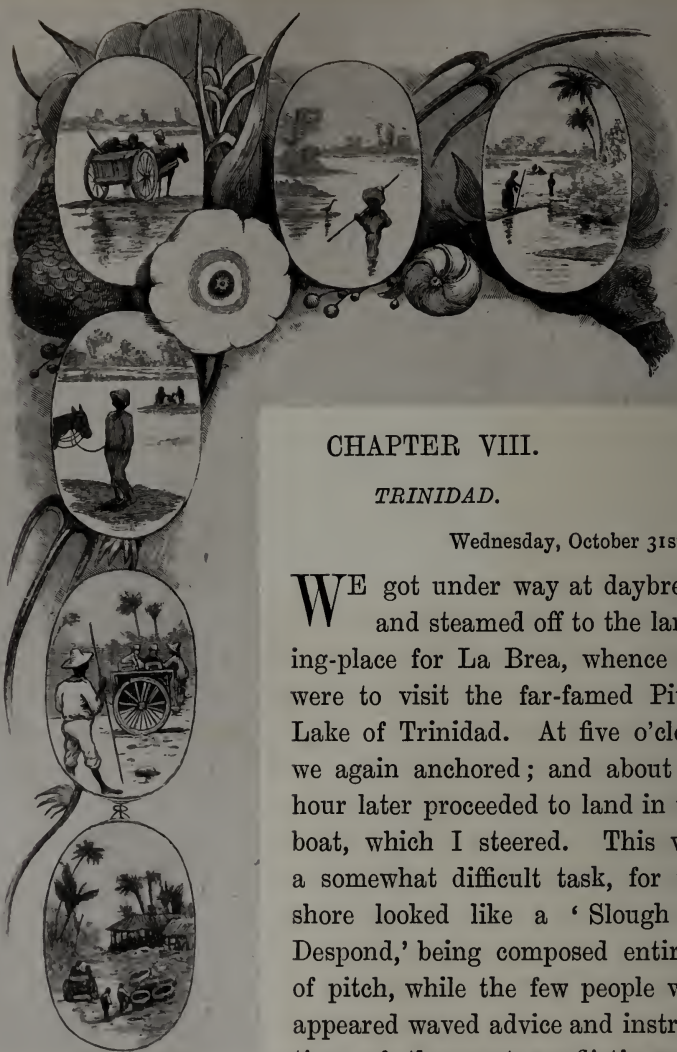 CHAPTER VIII.
TRINIDAD.
Wednesday, October 31s
WE got under way at daybre
and steamed off to the lan
ing-place for La Brea, whence
were to visit the far-famed Pi
Lake of Trinidad. At five o'cl
we again anchored; and about
hour later proceeded to land in
boat, which I steered. This
a somewhat difficult task, for
shore looked like a ‘Slough
Despond,’ being composed entir
of pitch, while the few people
appeared waved advice and instr